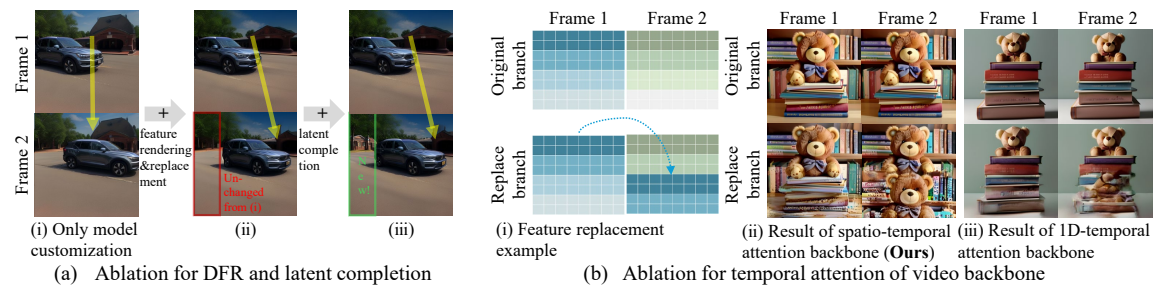 Frame 1
Frame 2
+
feature
rendering
&replace
ment
+
latent
comple
tion
Un-
changed
from (i)
e
w!
(i) Only model
customization
(ii)
(iii)
(a) Ablation for DFR and latent completion
Frame 1
Frame 2
Original
branch
Replace
branch
(i) Feature replacement
example
Frame 1
Frame 2
Frame 1
Frame 2
Original
branch
Replace
branch
(ii) Result of spatio-temporal
attention backbone (Ours)
(iii) Result of 1D-temporal
attention backbone
(b) Ablation for temporal attention of video backbone